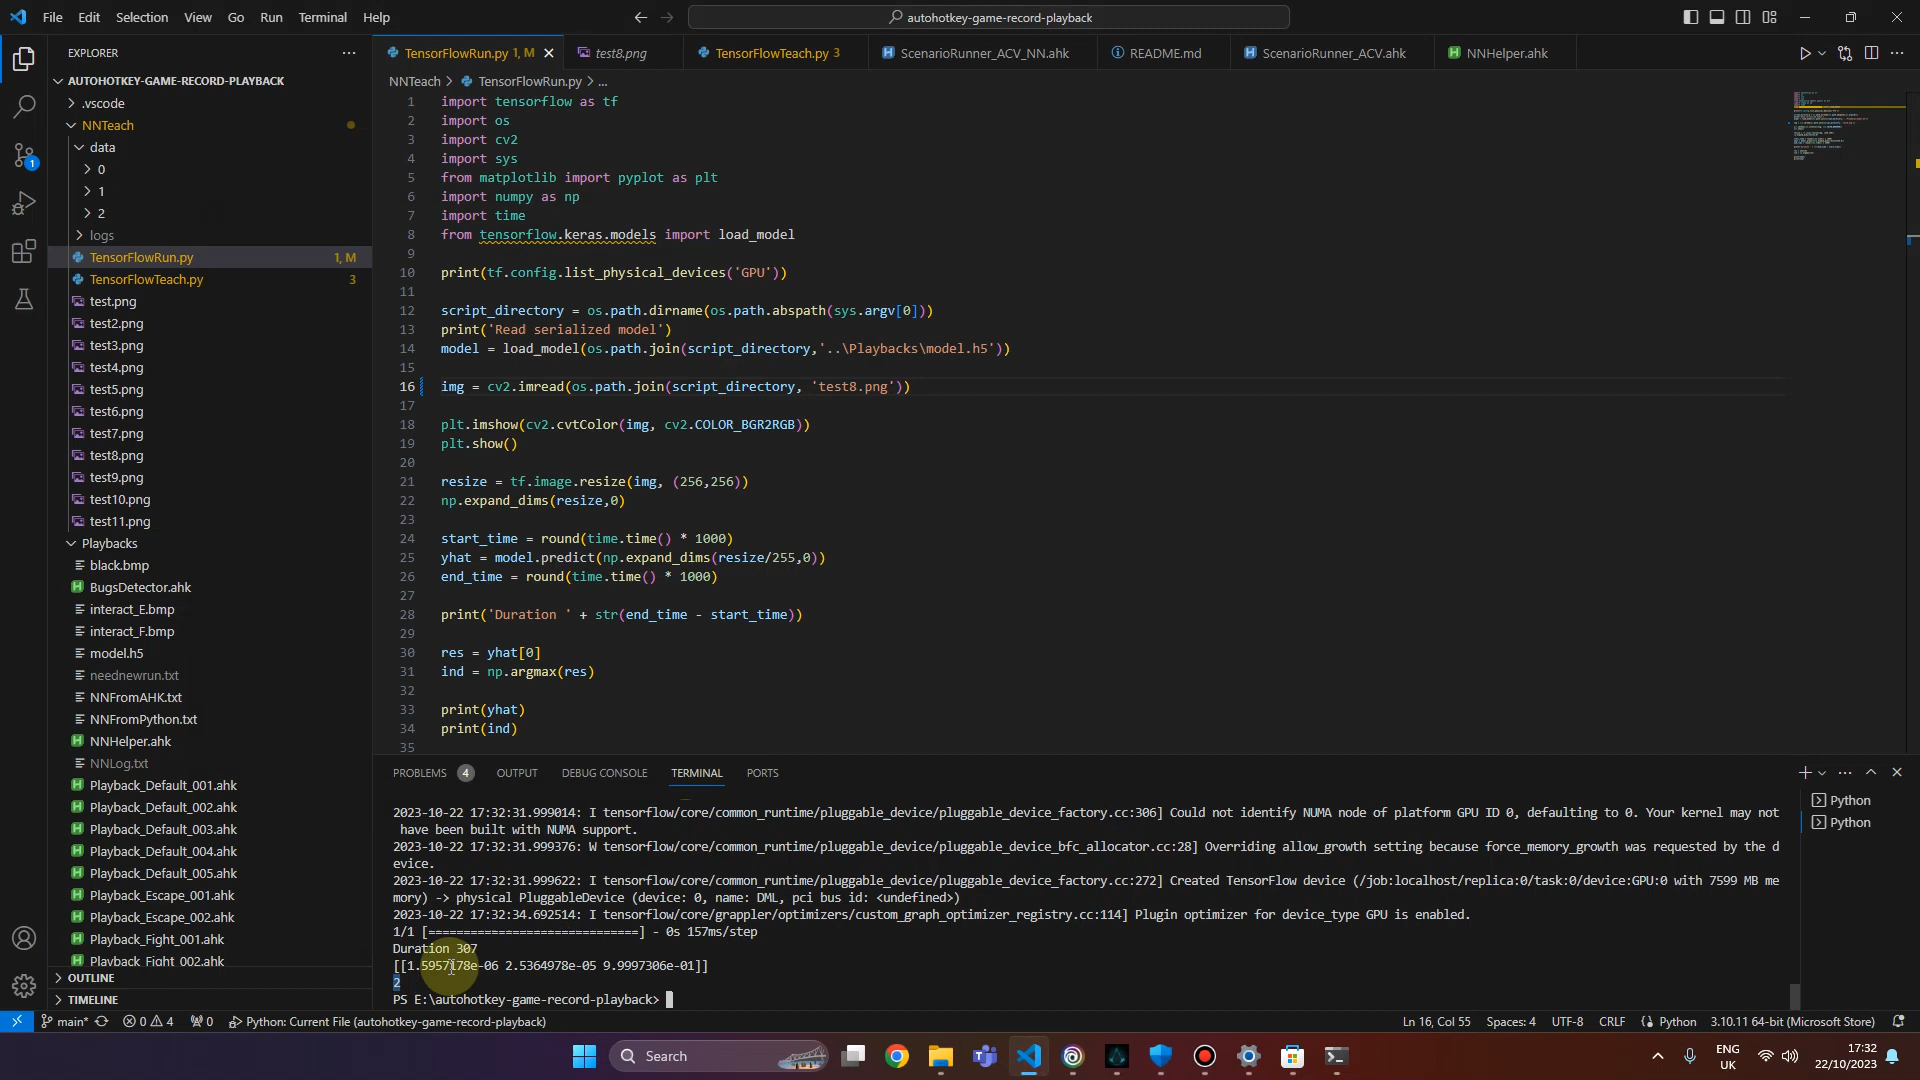 File Edit Selection View Go Run Terminal Help
autohotkey-game-record-playback
EXPLORER
AUTOHOTKEY-GAME-RECORD-PLAYBACK
.vscode
NNTeach
data
0
1
2
logs
TensorFlowRun.py 1, M
TensorFlowTeach.py 3
test.png
test2.png
test3.png
test4.png
test5.png
test6.png
test7.png
test8.png
test9.png
test10.png
test11.png
Playbacks
black.bmp
BugsDetector.ahk
interact_E.bmp
interact_F.bmp
model.h5
neednewrun.txt
NNFromAHK.txt
NNFromPython.txt
NNHelper.ahk
NNLog.txt
Playback_Default_001.ahk
Playback_Default_002.ahk
Playback_Default_003.ahk
Playback_Default_004.ahk
Playback_Default_005.ahk
Playback_Escape_001.ahk
Playback_Escape_002.ahk
Playback_Fight_001.ahk
Playback_Fight_002.ahk
OUTLINE
TIMELINE
TensorFlowRun.py 1, M test8.png TensorFlowTeach.py 3 ScenarioRunner_ACV_NN.ahk README.md ScenarioRunner_ACV.ahk NNHelper.ahk
NNTeach > TensorFlowRun.py > ...
1 import tensorflow as tf
2 import os
3 import cv2
4 import sys
5 from matplotlib import pyplot as plt
6 import numpy as np
7 import time
8 from tensorflow.keras.models import load_model
9
10 print(tf.config.list_physical_devices('GPU'))
11
12 script_directory = os.path.dirname(os.path.abspath(sys.argv[0]))
13 print('Read serialized model')
14 model = load_model(os.path.join(script_directory,'..\Playbacks\model.h5'))
15
16 img = cv2.imread(os.path.join(script_directory, 'test8.png'))
17
18 plt.imshow(cv2.cvtColor(img, cv2.COLOR_BGR2RGB))
19 plt.show()
20
21 resize = tf.image.resize(img, (256,256))
22 np.expand_dims(resize,0)
23
24 start_time = round(time.time() * 1000)
25 yhat = model.predict(np.expand_dims(resize/255,0))
26 end_time = round(time.time() * 1000)
27
28 print('Duration ' + str(end_time - start_time))
29
30 res = yhat[0]
31 ind = np.argmax(res)
32
33 print(yhat)
34 print(ind)
35
PROBLEMS 4 OUTPUT DEBUG CONSOLE TERMINAL PORTS
2023-10-22 17:32:31.999014: I tensorflow/core/common_runtime/pluggable_device/pluggable_device_factory.cc:306] Could not identify NUMA node of platform GPU ID 0, defaulting to 0. Your kernel may not
have been built with NUMA support.
2023-10-22 17:32:31.999376: W tensorflow/core/common_runtime/pluggable_device/pluggable_device_bfc_allocator.cc:28] Overriding allow_growth setting because force_memory_growth was requested by the d
evice.
2023-10-22 17:32:31.999622: I tensorflow/core/common_runtime/pluggable_device/pluggable_device_factory.cc:272] Created TensorFlow device (/job:localhost/replica:0/task:0/device:GPU:0 with 7599 MB me
mory) -> physical PluggableDevice (device: 0, name: DML, pci bus id: <undefined>)
2023-10-22 17:32:34.692514: I tensorflow/core/grappler/optimizers/custom_graph_optimizer_registry.cc:114] Plugin optimizer for device_type GPU is enabled.
1/1 [==============================] - 0s 157ms/step
Duration 307
[[1.5957178e-06 2.5364978e-05 9.9997306e-01]]
2
PS E:\autohotkey-game-record-playback>
Python
Python
main* 0 4 0 Python: Current File (autohotkey-game-record-playback) Ln 16, Col 55 Spaces: 4 UTF-8 CRLF Python 3.10.11 64-bit (Microsoft Store)
Search
ENG
UK
17:32
22/10/2023